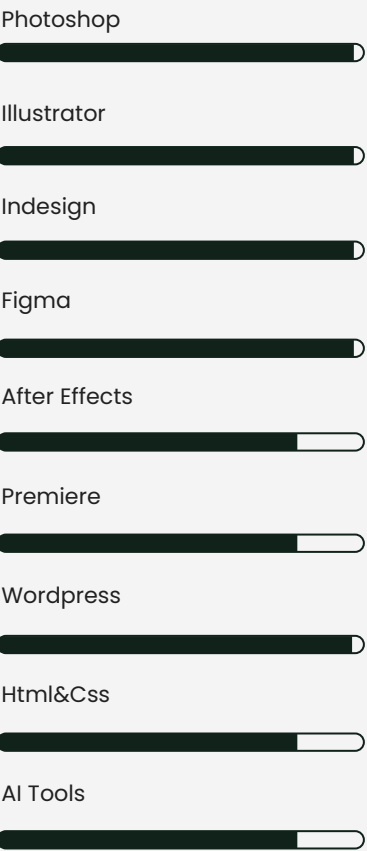 Photoshop
Illustrator
Indesign
Figma
After Effects
Premiere
Wordpress
Html&Css
AI Tools